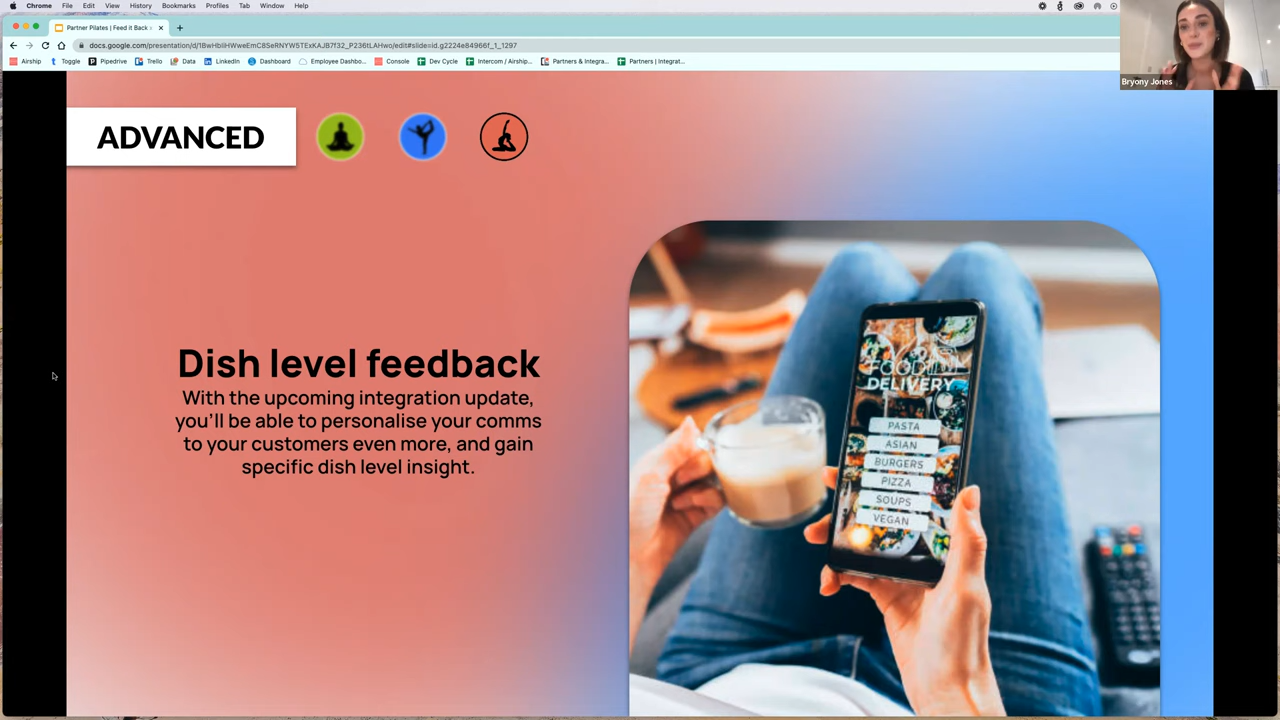 Chrome File Edit View History Bookmarks Profiles Tab Window Help
Partner Pilates | Feed it Back
docs.google.com/presentation/d/1BwHbliHWweEmC8SeRNYW5TExKAJB7f32_P236tLAHwo/edit#slide=id.g2224e84966f_1_1297
Airship Toggle Pipedrive Trello Data LinkedIn Dashboard Employee Dashbo... Console Dev Cycle Intercom / Airship... Partners & Integra... Partners | Integrat...
Bryony Jones
ADVANCED
Dish level feedback
With the upcoming integration update,
you'll be able to personalise your comms
to your customers even more, and gain
specific dish level insight.
FOOD
DELIVERY
PASTA
ASIAN
BURGERS
PIZZA
SOUPS
VEGAN